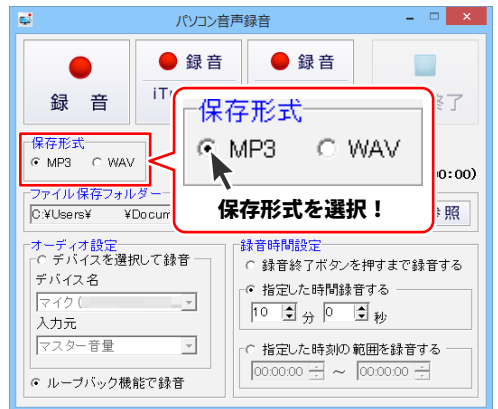 パソコン音声録音
録音
録音
録音
iT
終了
保存形式
MP3 WAV
保存形式
MP3 WAV
保存形式を選択！
0:00)
ファイル保存フォルダー
C:¥Users¥ ¥Docum
参照
オーディオ設定
デバイスを選択して録音
デバイス名
マイク (
入力元
マスター音量
ループバック機能で録音
録音時間設定
録音終了ボタンを押すまで録音する
指定した時間録音する
10 分 0 秒
指定した時刻の範囲を録音する
00:00:00 ～ 00:00:00